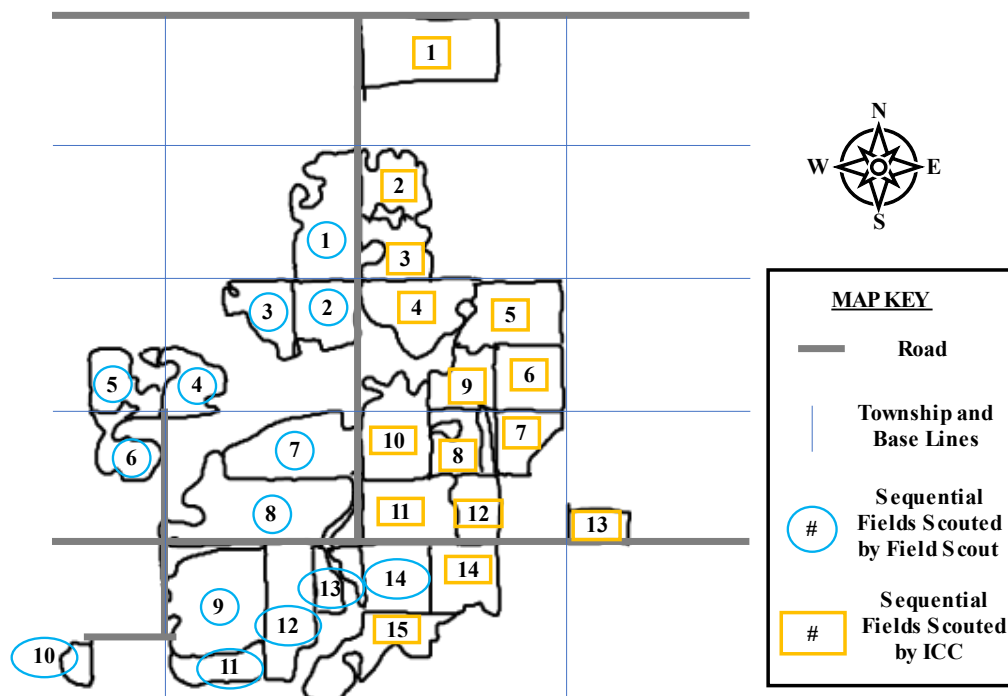 1
N
W E
S
2
1
3
3
2
4
5
MAP KEY
Road
5
4
9
6
Township and
Base Lines
6
7
10
8
7
8
11
12
13
#
Sequential
Fields Scouted
by Field Scout
9
13
14
14
12
15
10
11
#
Sequential
Fields Scouted
by ICC